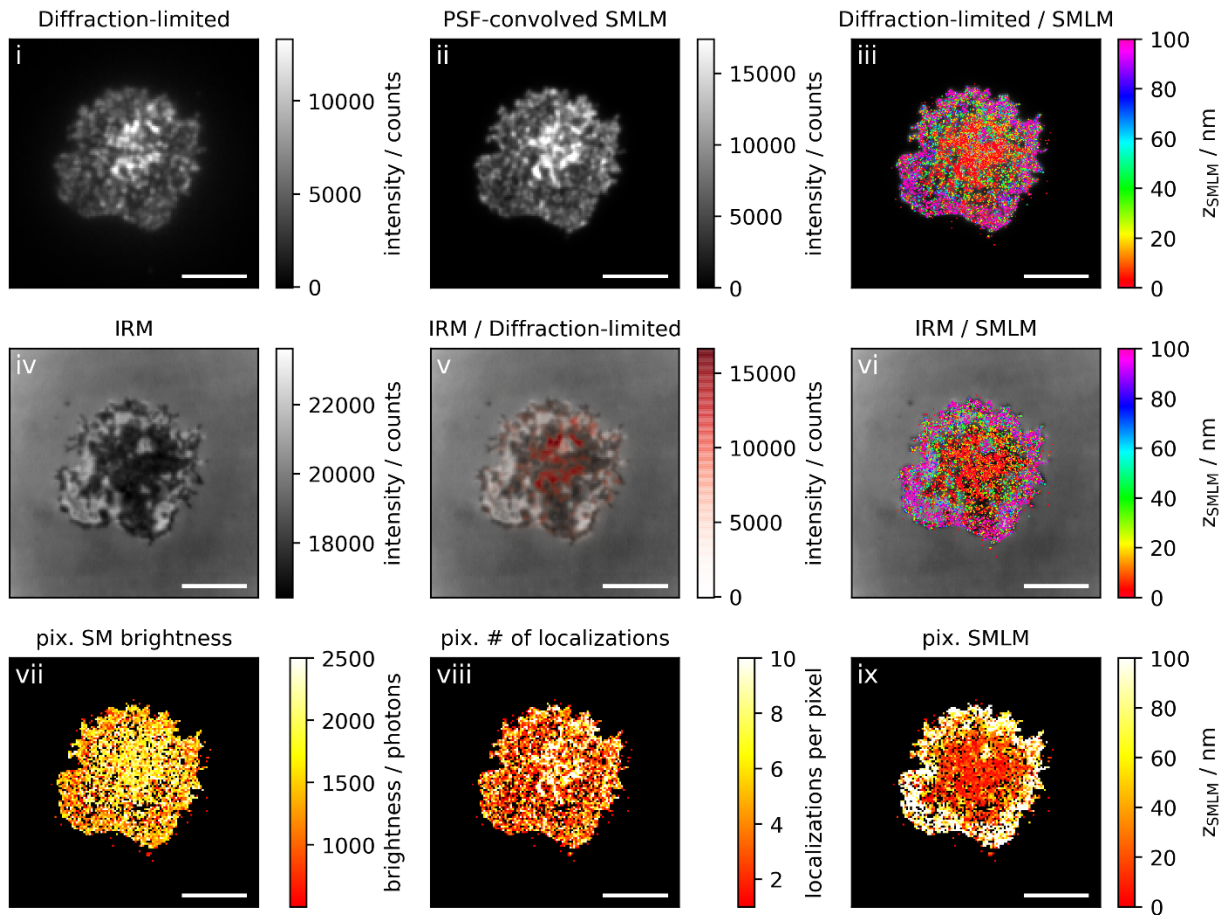 Diffraction-limited
PSF-convolved SMLM
Diffraction-limited / SMLM
i
10000
5000
0
intensity / counts
ii
15000
10000
5000
0
intensity / counts
iii
100
80
60
40
20
0
zSMLM / nm
IRM
IRM / Diffraction-limited
IRM / SMLM
iv
22000
20000
18000
intensity / counts
v
15000
10000
5000
0
intensity / counts
vi
100
80
60
40
20
0
zSMLM / nm
pix. SM brightness
pix. # of localizations
pix. SMLM
vii
2500
2000
1500
1000
brightness / photons
viii
10
8
6
4
2
localizations per pixel
ix
100
80
60
40
20
0
zSMLM / nm